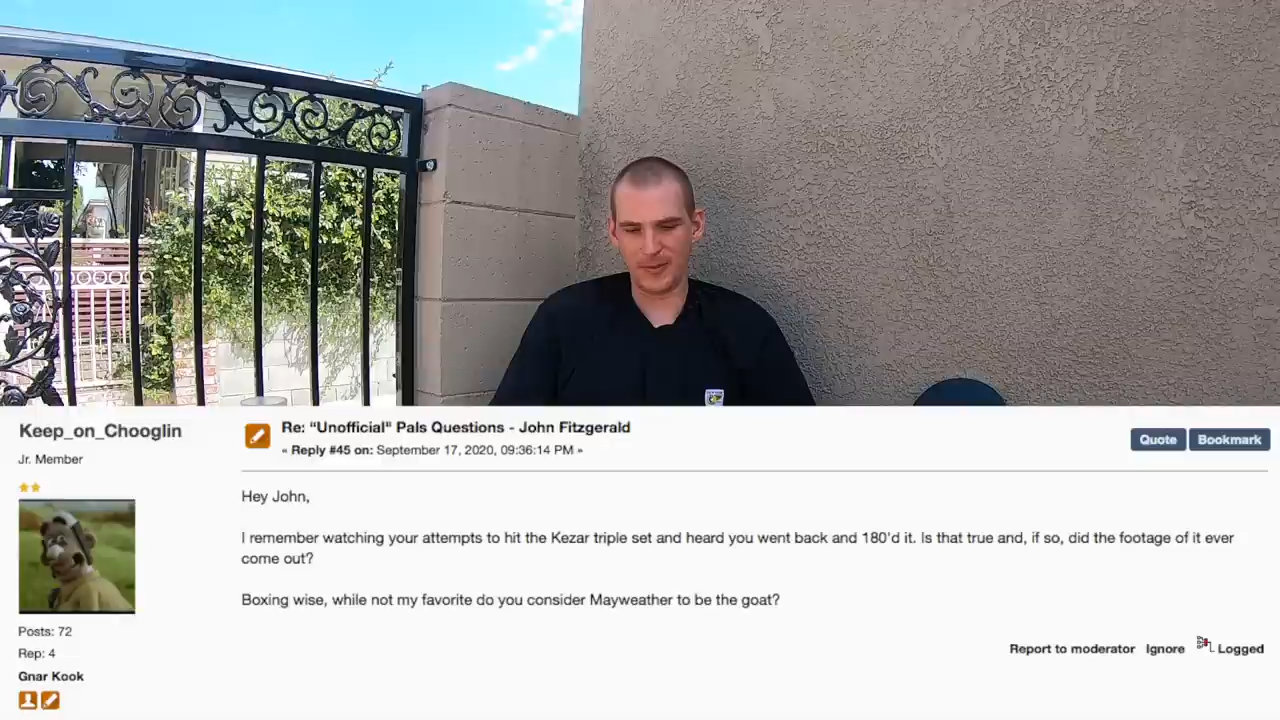 Keep_on_Chooglin
Jr. Member
Re: “Unofficial" Pals Questions - John Fitzgerald
« Reply #45 on: September 17, 2020, 09:36:14 PM »
Quote
Bookmark
Hey John,
I remember watching your attempts to hit the Kezar triple set and heard you went back and 180'd it. Is that true and, if so, did the footage of it ever
come out?
Boxing wise, while not my favorite do you consider Mayweather to be the goat?
Posts: 72
Rep: 4
Gnar Kook
Report to moderator Ignore Logged